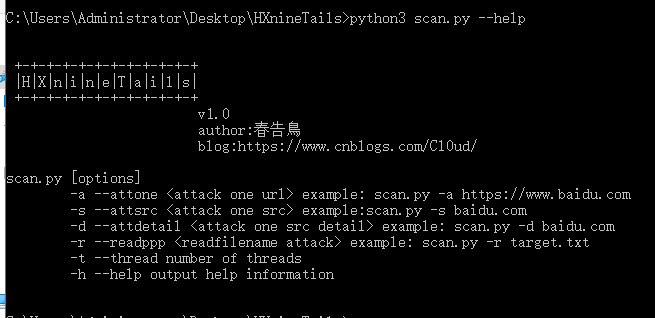 C:\Users\Administrator\Desktop\HXnineTails>python3 scan.py --help
+-+-+-+-+-+-+-+-+-+-+-+
|H|X|n|i|n|e|T|a|i|l|s|
+-+-+-+-+-+-+-+-+-+-+-+
v1.0
author:春告鳥
blog:https://www.cnblogs.com/Cl0ud/
scan.py [options]
-a --attone <attack one url> example: scan.py -a https://www.baidu.com
-s --attsrc <attack one src> example:scan.py -s baidu.com
-d --attdetail <attack one src detail> example: scan.py -d baidu.com
-r --readppp <readfilename attack> example: scan.py -r target.txt
-t --thread number of threads
-h --help output help information